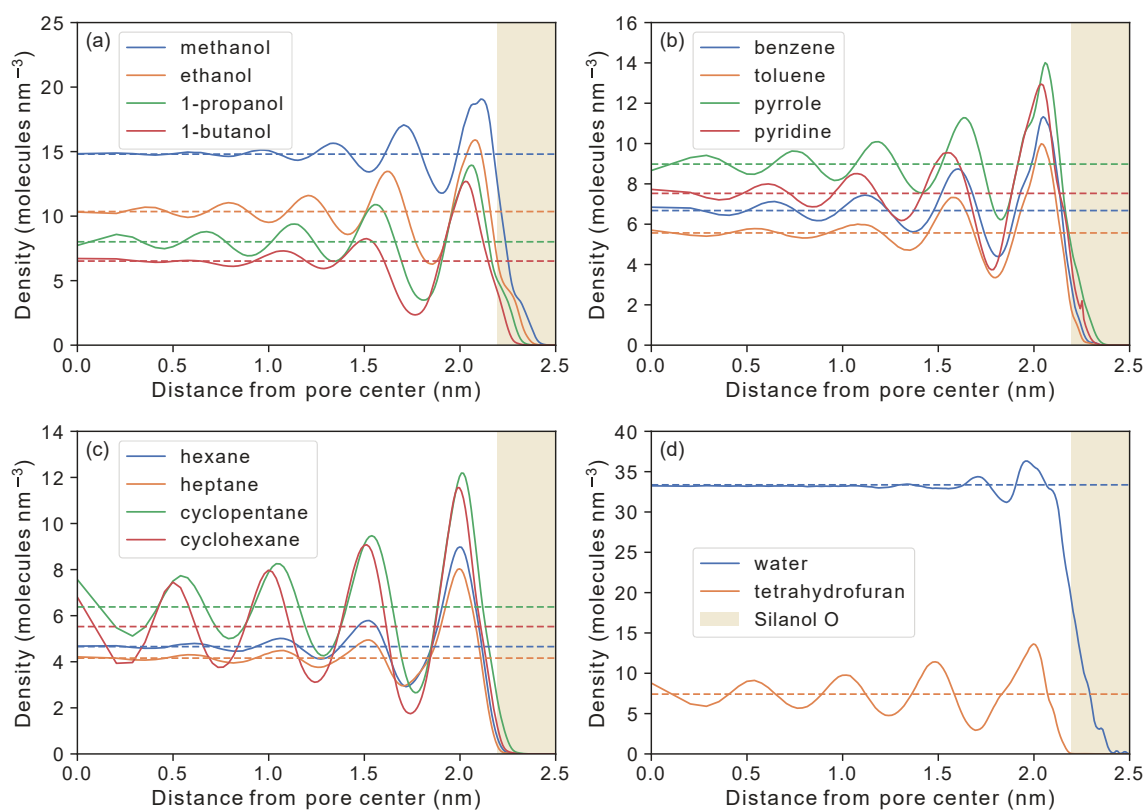 (a)
methanol
ethanol
1-propanol
1-butanol
25
20
15
10
5
0
Density (molecules nm⁻³)
0.0 0.5 1.0 1.5 2.0 2.5
Distance from pore center (nm)
(b)
benzene
toluene
pyrrole
pyridine
16
14
12
10
8
6
4
2
0
Density (molecules nm⁻³)
0.0 0.5 1.0 1.5 2.0 2.5
Distance from pore center (nm)
(c)
hexane
heptane
cyclopentane
cyclohexane
14
12
10
8
6
4
2
0
Density (molecules nm⁻³)
0.0 0.5 1.0 1.5 2.0 2.5
Distance from pore center (nm)
(d)
water
tetrahydrofuran
Silanol O
40
35
30
25
20
15
10
5
0
Density (molecules nm⁻³)
0.0 0.5 1.0 1.5 2.0 2.5
Distance from pore center (nm)